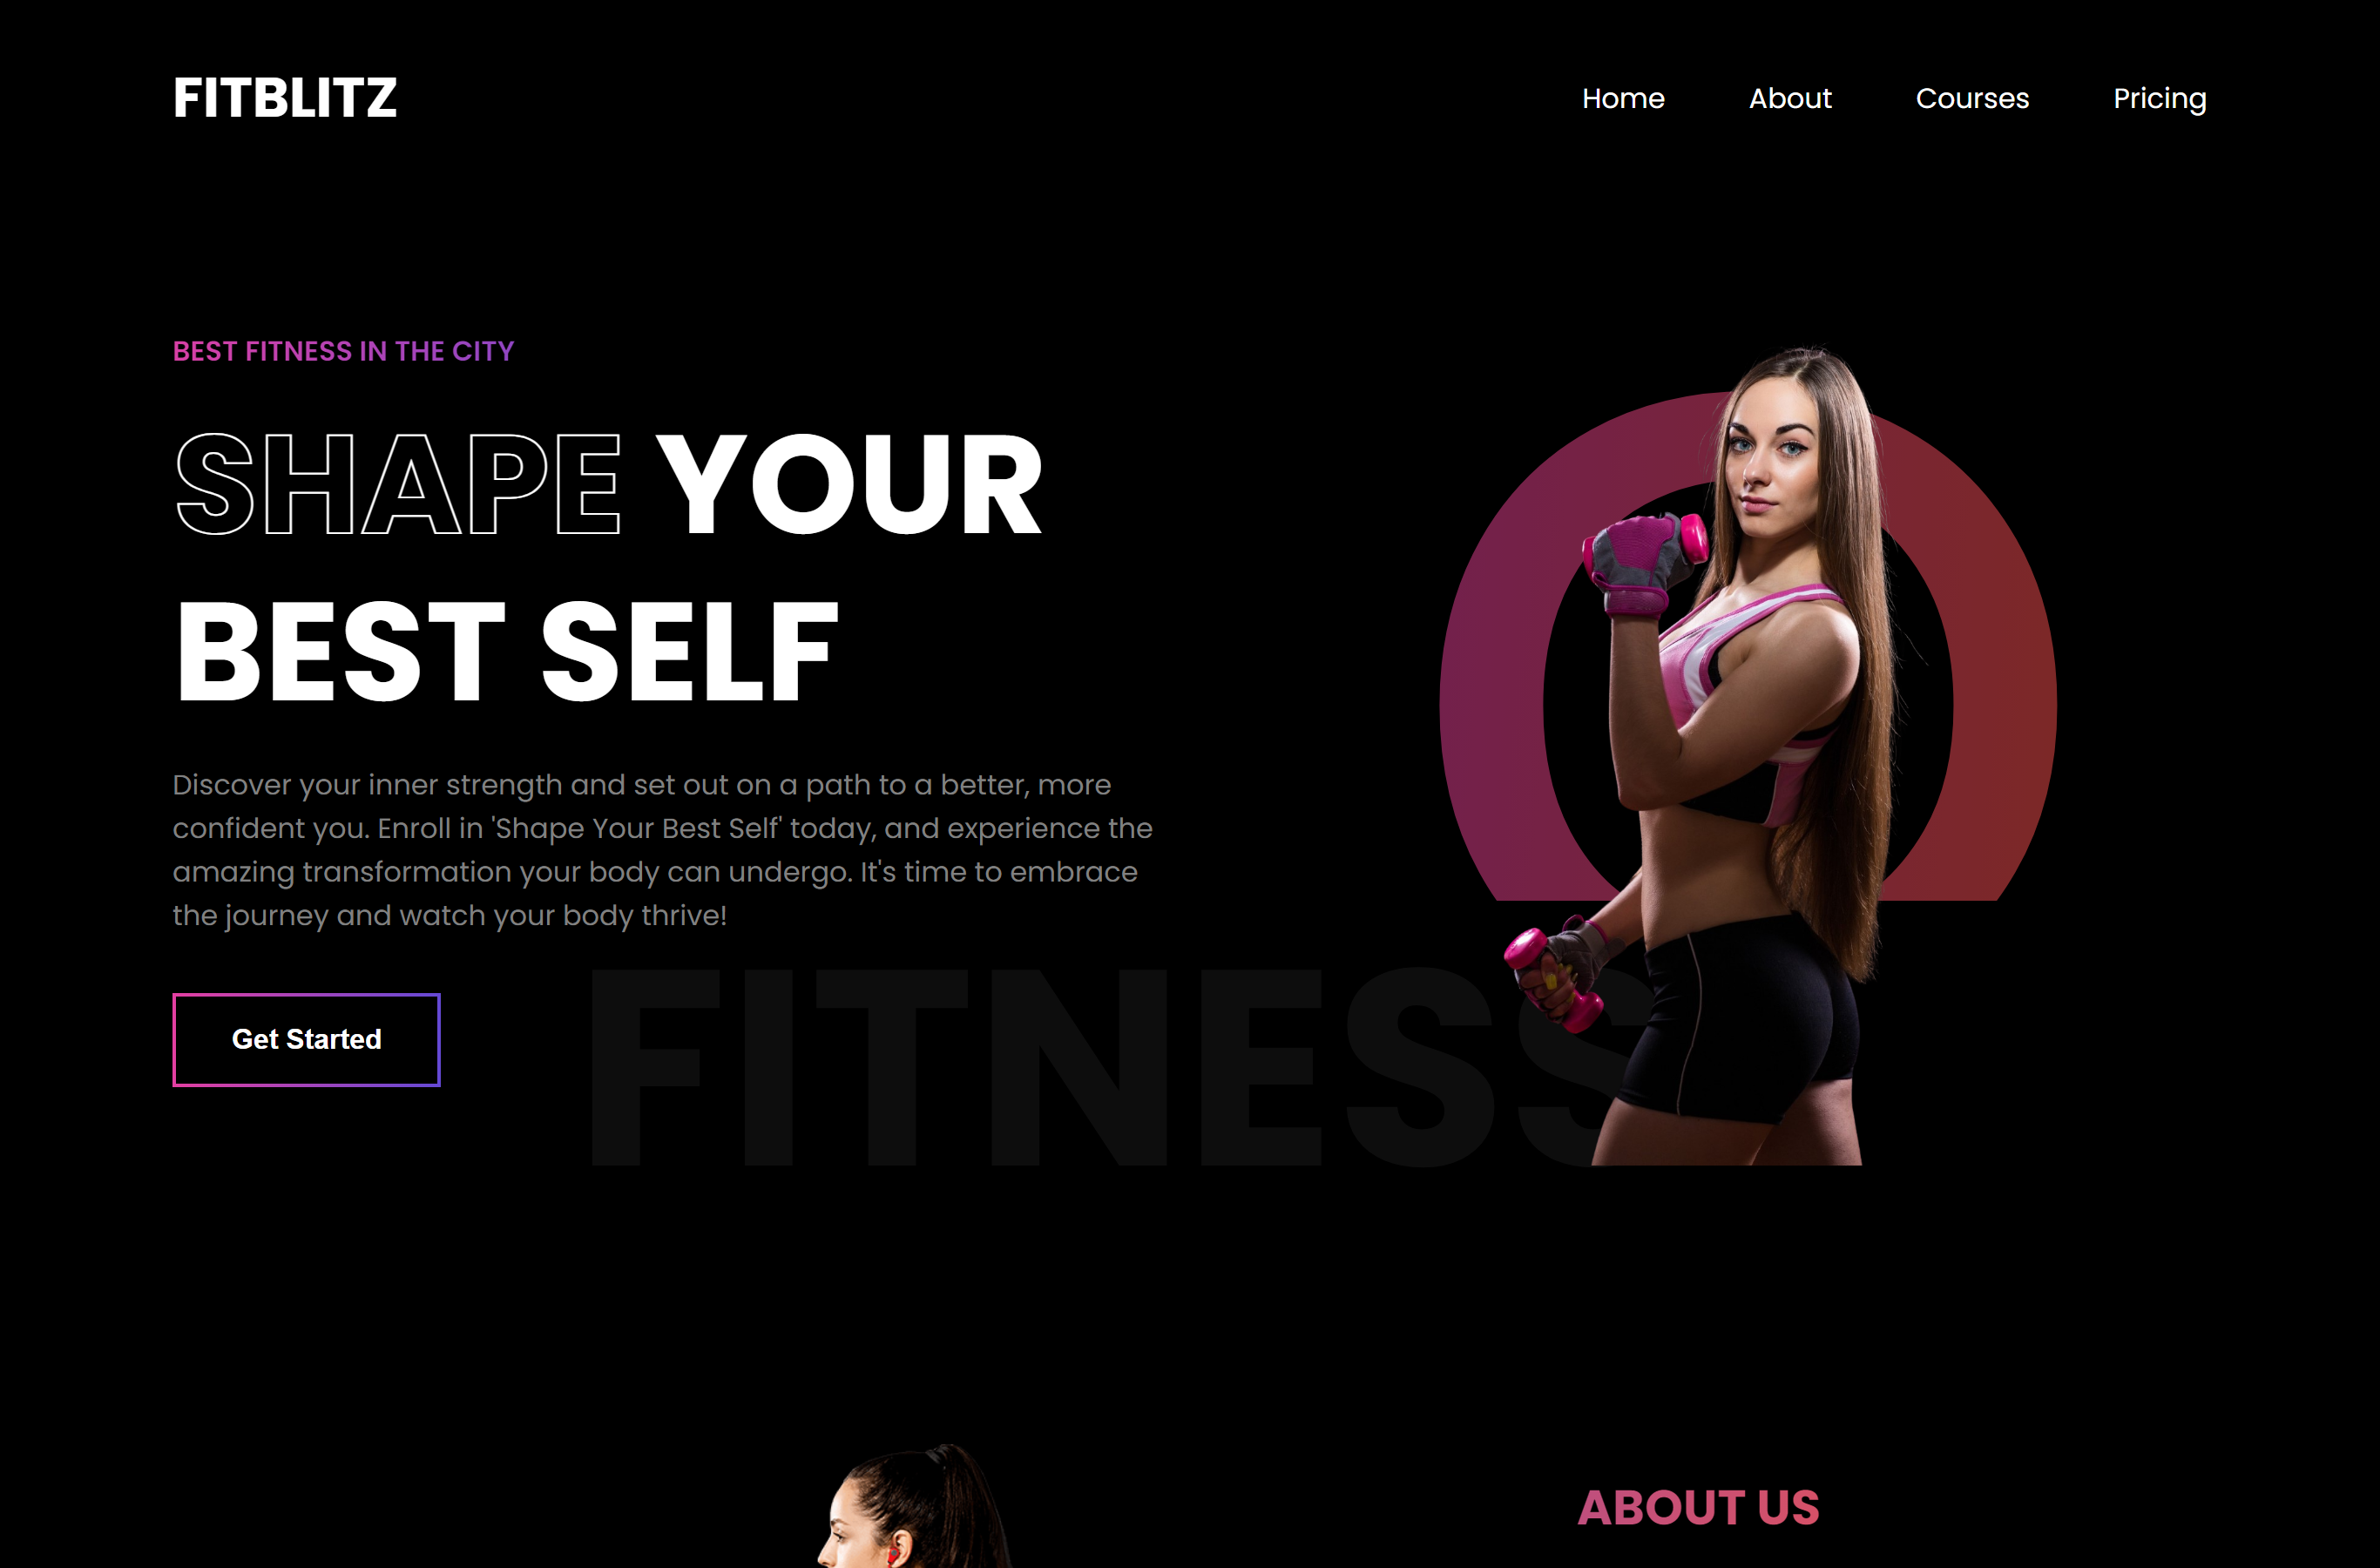 FITBLITZ
Home About Courses Pricing
BEST FITNESS IN THE CITY
SHAPE YOUR
BEST SELF
Discover your inner strength and set out on a path to a better, more
confident you. Enroll in 'Shape Your Best Self' today, and experience the
amazing transformation your body can undergo. It's time to embrace
the journey and watch your body thrive!
Get Started
FITNESS
ABOUT US